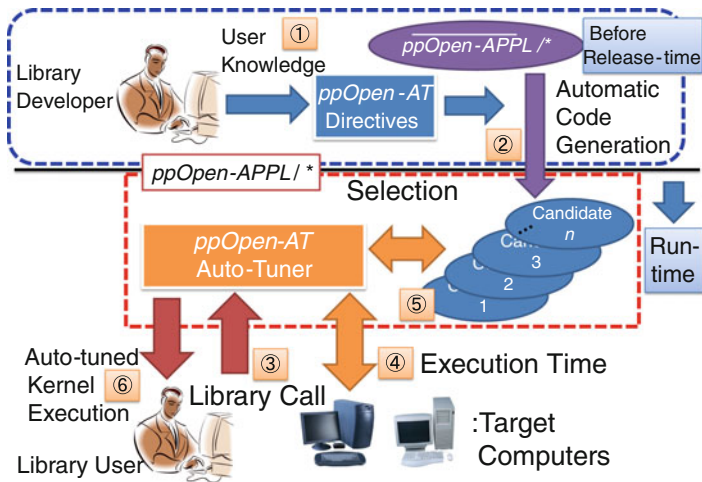 User ①
Knowledge
ppOpen-APPL /*
Before
Release-time
Library
Developer
ppOpen-AT
Directives
②
Automatic
Code
Generation
ppOpen-APPL / *
Selection
ppOpen-AT
Auto-Tuner
Candidate
n
...
3
2
1
⑤
Run-
time
Auto-tuned
Kernel ⑥
Execution
③
Library Call
④ Execution Time
Library User
:Target
Computers